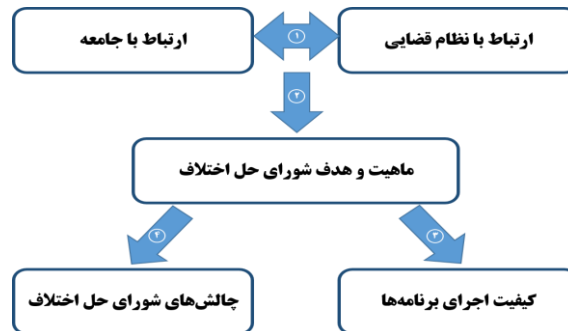 ارتباط با نظام قضایی
۱
ارتباط با جامعه
۲
ماهیت و هدف شورای حل اختلاف
۳
۴
کیفیت اجرای برنامه‌ها
چالش‌های شورای حل اختلاف